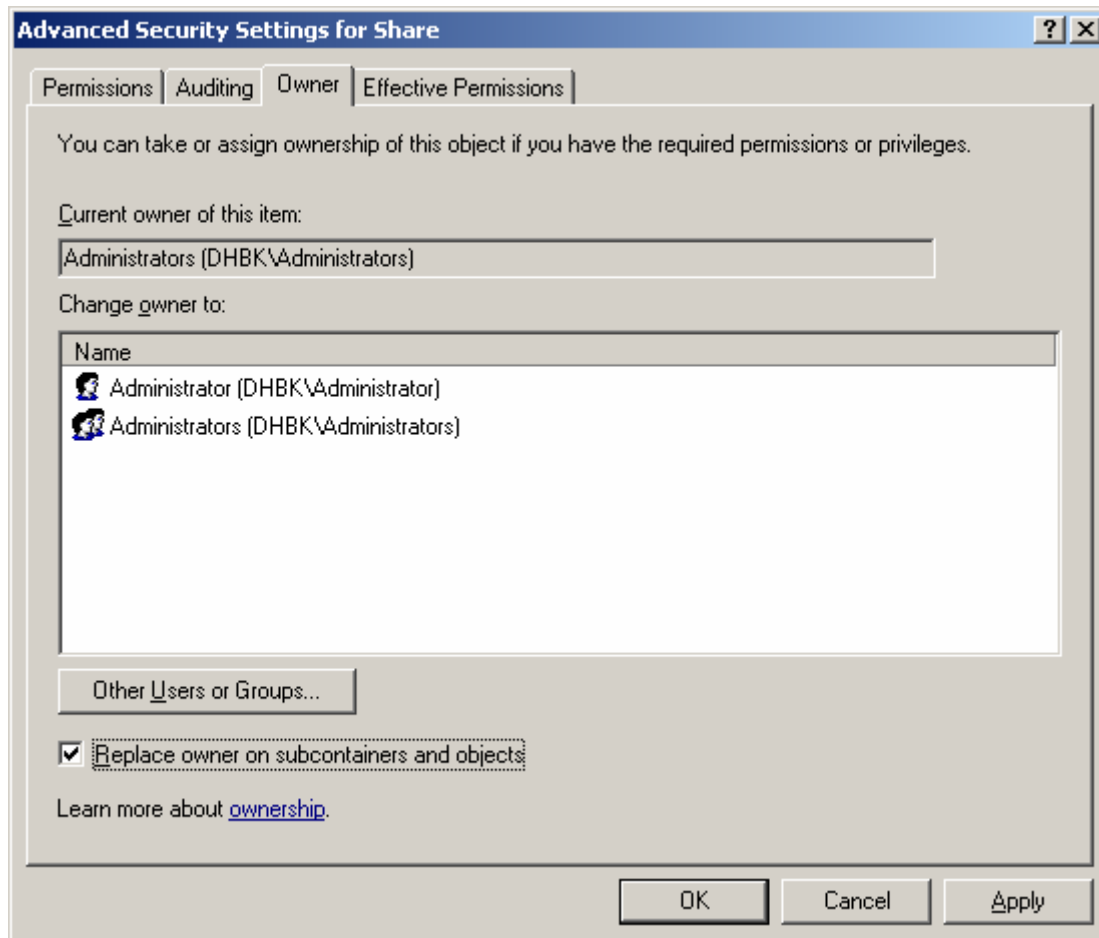 Advanced Security Settings for Share
Permissions Auditing Owner Effective Permissions
You can take or assign ownership of this object if you have the required permissions or privileges.
Current owner of this item:
Administrators (DHBK\Administrators)
Change owner to:
Name
Administrator (DHBK\Administrator)
Administrators (DHBK\Administrators)
Other Users or Groups...
Replace owner on subcontainers and objects
Learn more about ownership.
OK Cancel Apply